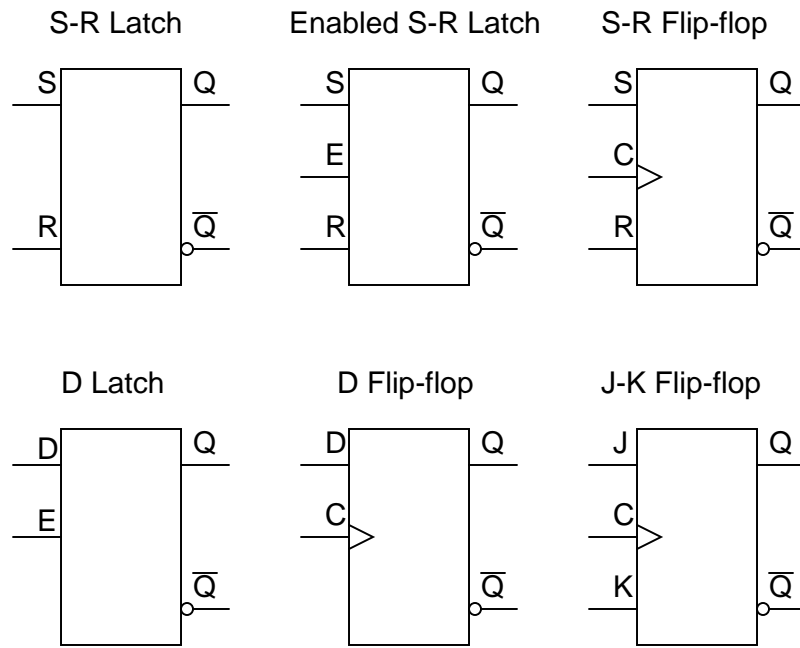 S-R Latch
Enabled S-R Latch
S-R Flip-flop
S
Q
R
Q̅
S
Q
E
R
Q̅
S
Q
C
R
Q̅
D Latch
D Flip-flop
J-K Flip-flop
D
Q
E
Q̅
D
Q
C
Q̅
J
Q
C
K
Q̅